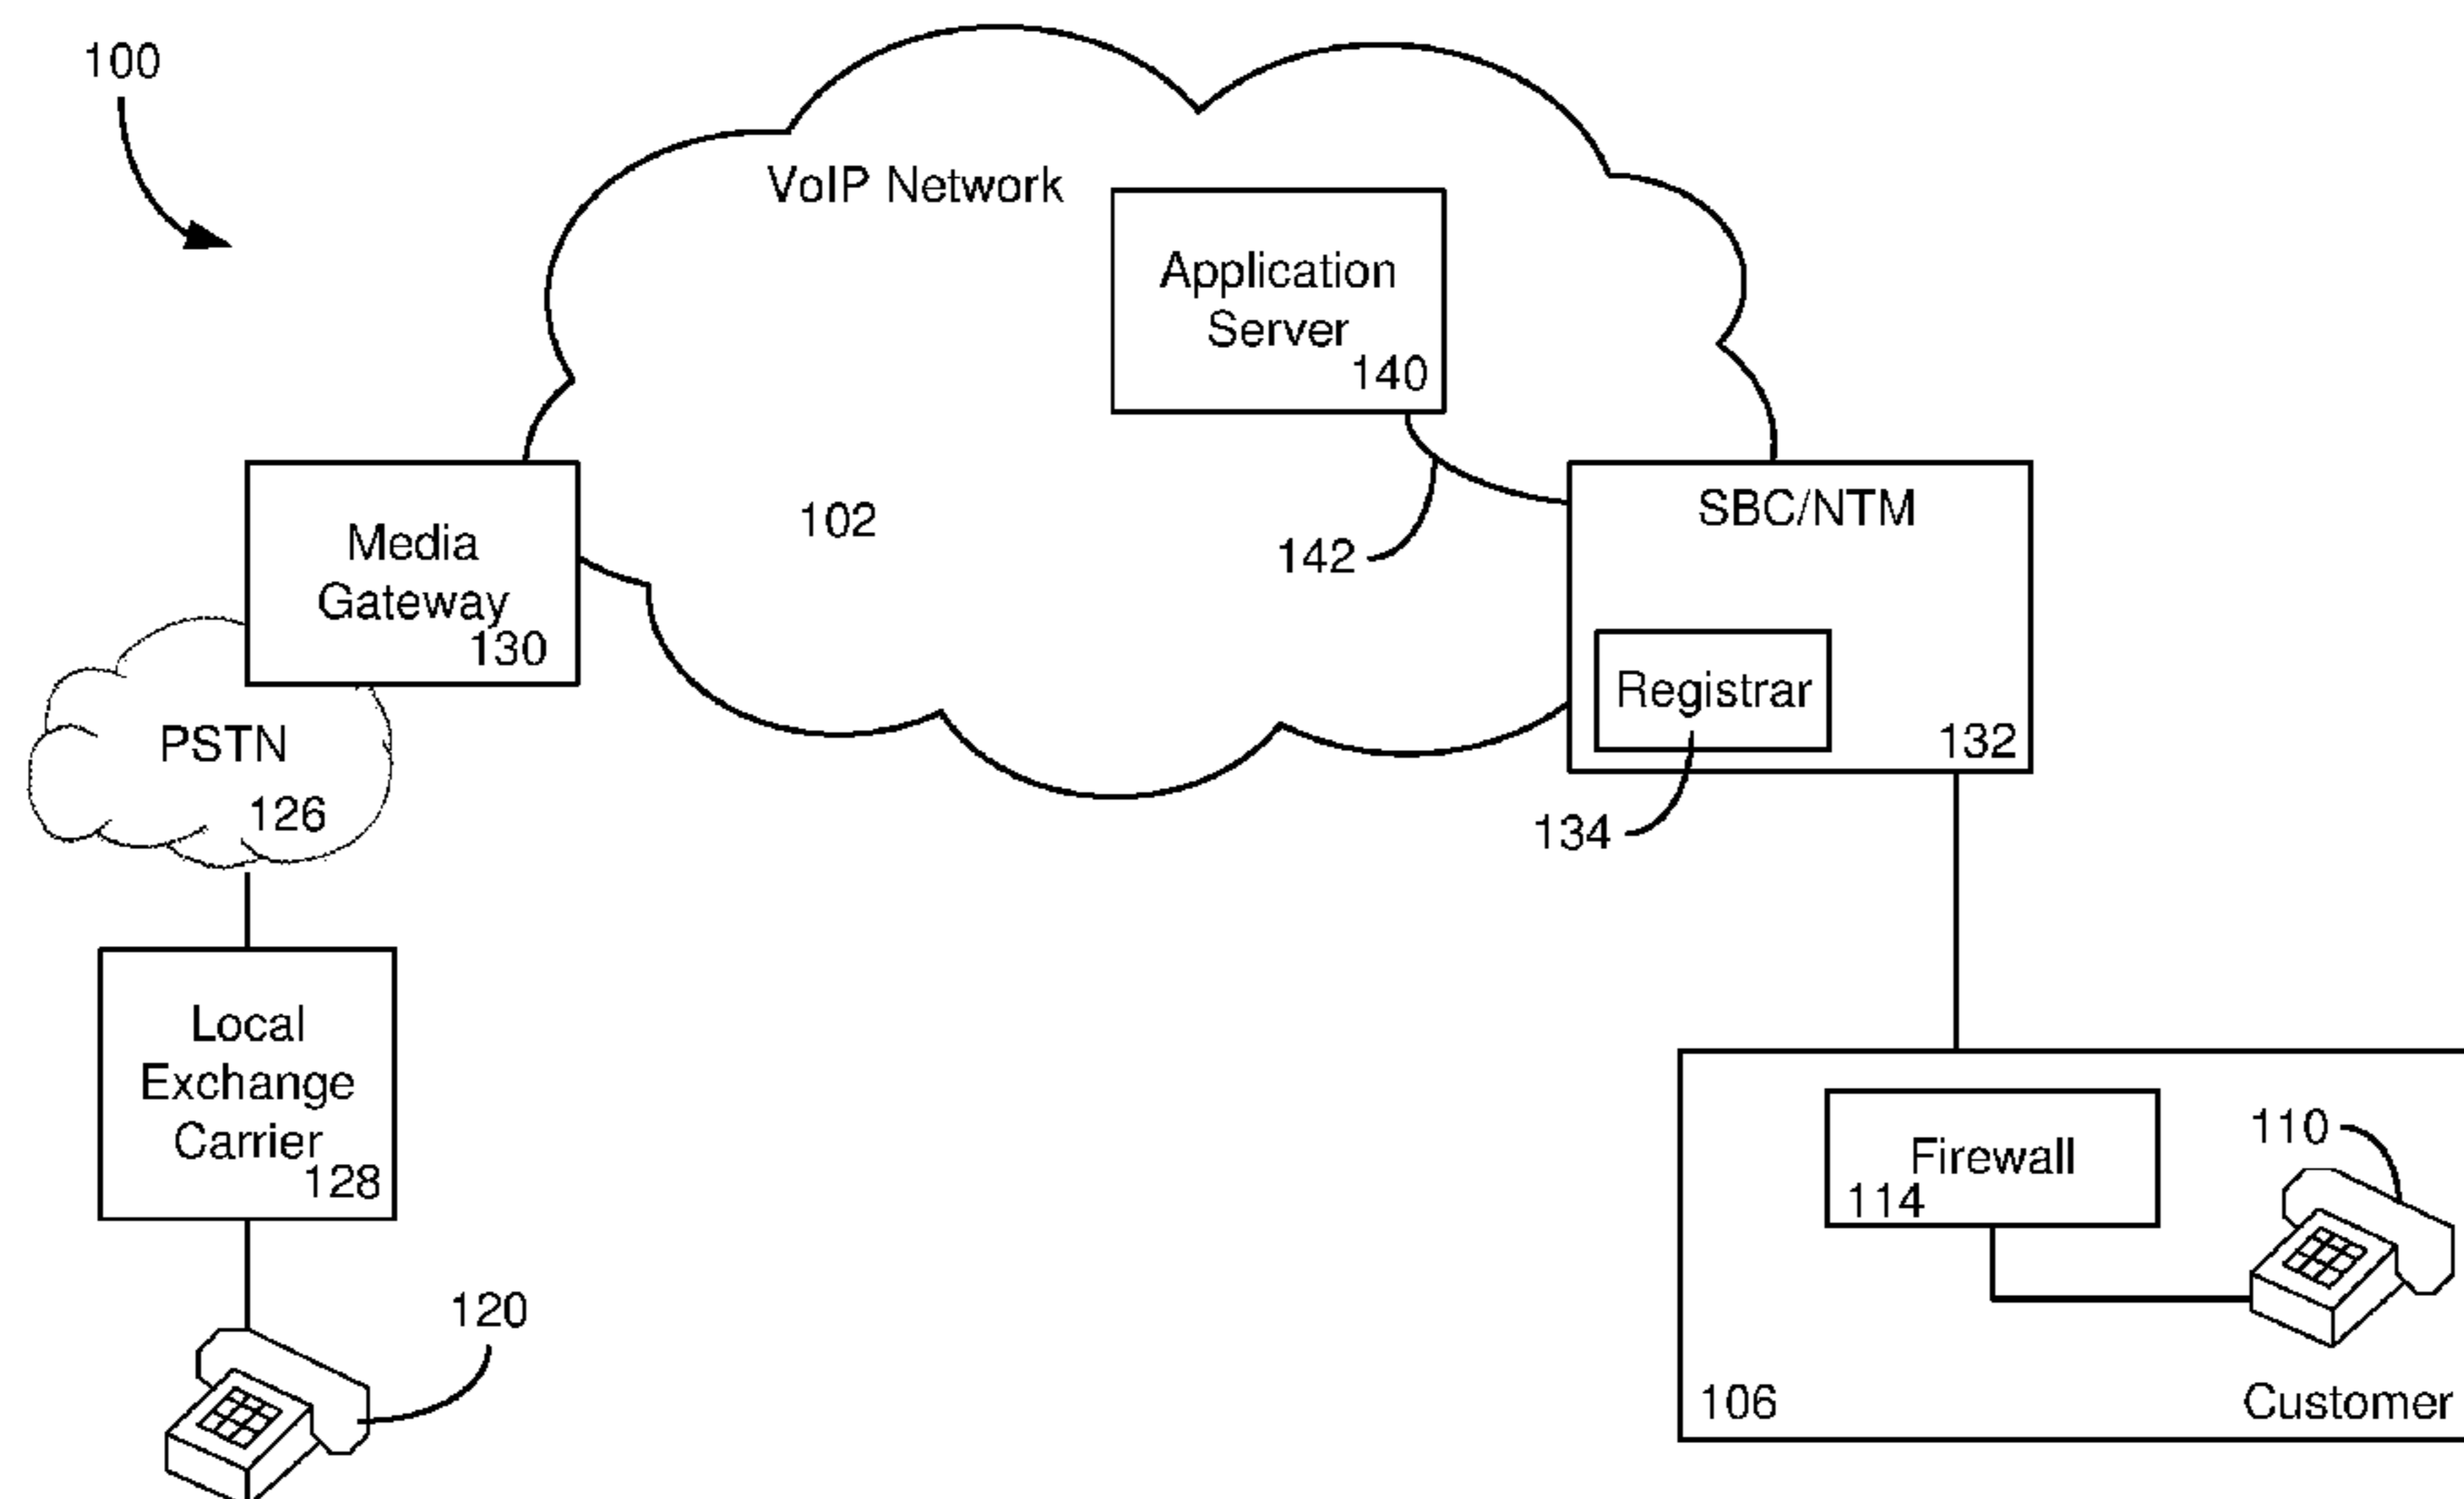 100
VoIP Network
Application
Server
140
Media
Gateway
130
102
142
SBC/NTM
Registrar
132
134
PSTN
126
Local
Exchange
Carrier
128
120
Firewall
114
110
106
Customer